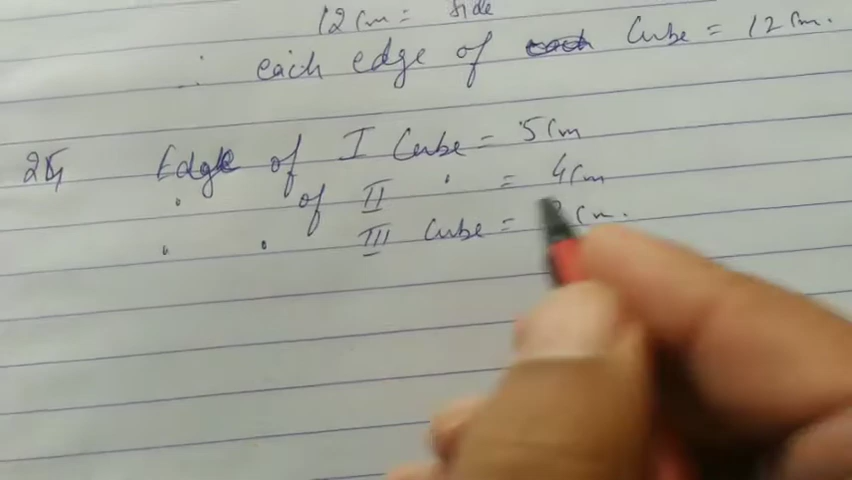 12 cm = side
∴ each edge of cube = 12 cm.
25, Edge of I Cube = 5 cm
" of II " = 4 cm
" " III Cube = cm.